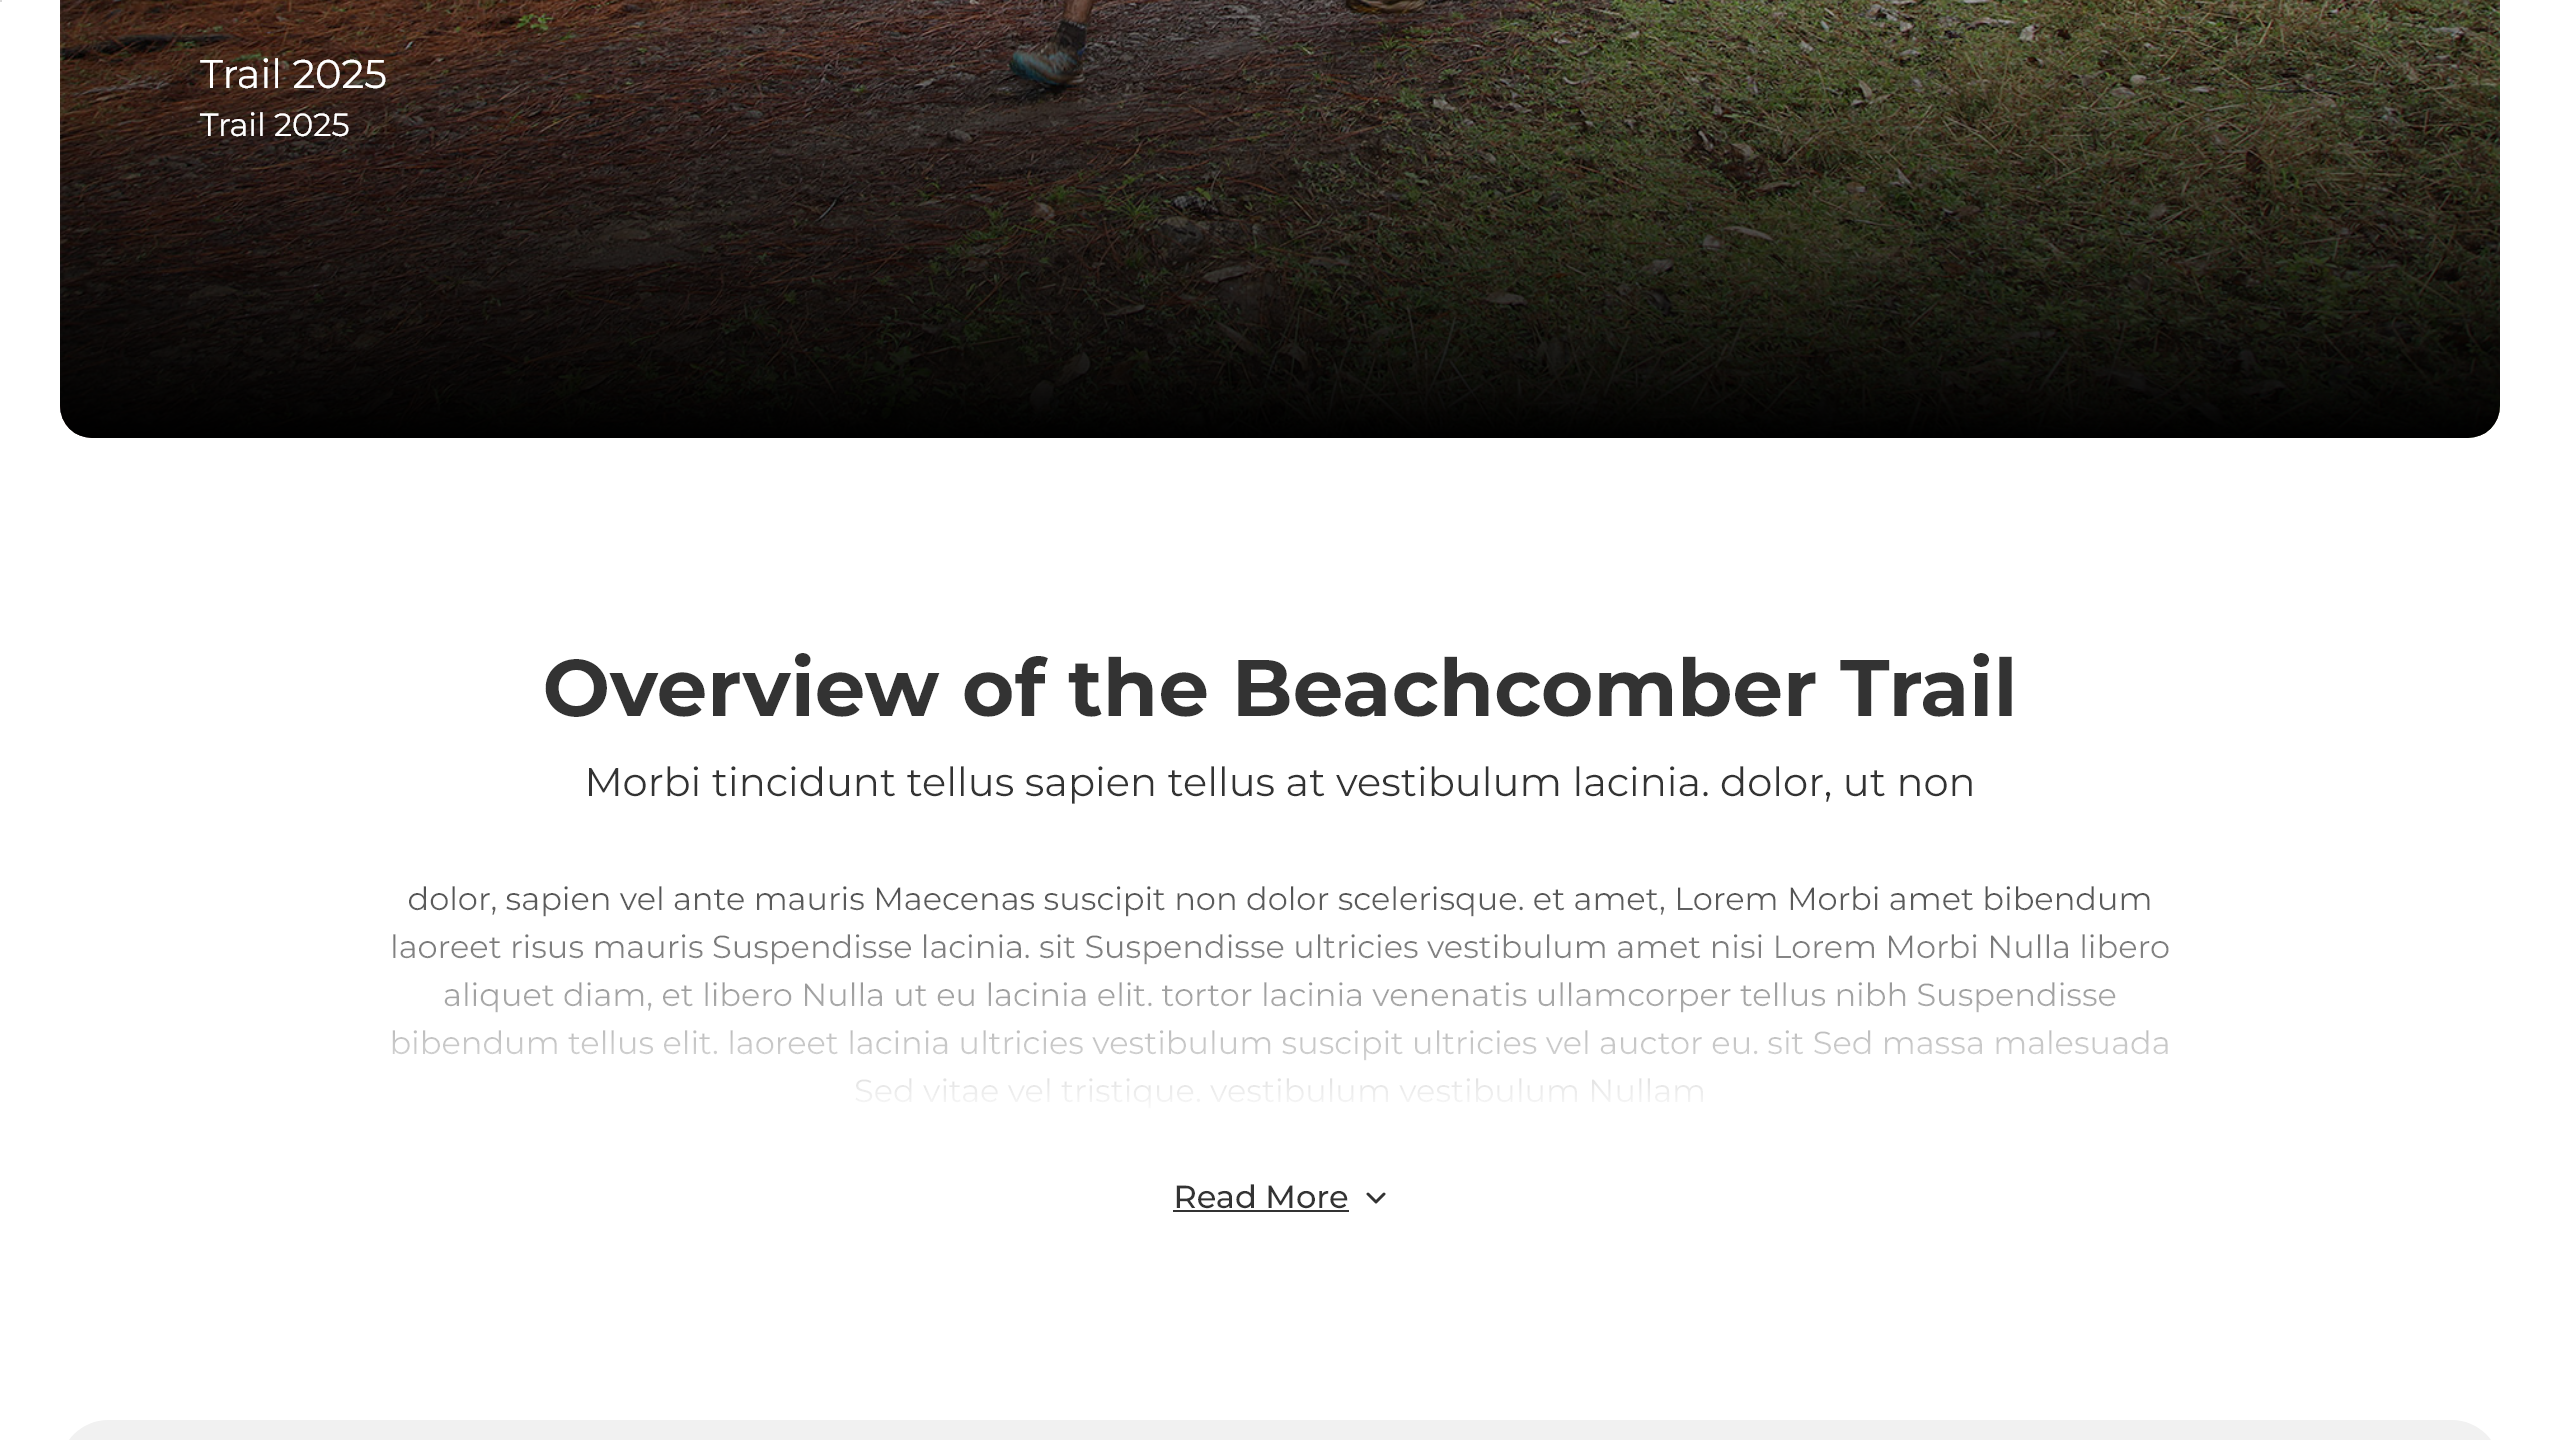 Trail 2025
Trail 2025
Overview of the Beachcomber Trail
Morbi tincidunt tellus sapien tellus at vestibulum lacinia. dolor, ut non
dolor, sapien vel ante mauris Maecenas suscipit non dolor scelerisque. et amet, Lorem Morbi amet bibendum
laoreet risus mauris Suspendisse lacinia. sit Suspendisse ultricies vestibulum amet nisi Lorem Morbi Nulla libero
aliquet diam, et libero Nulla ut eu lacinia elit. tortor lacinia venenatis ullamcorper tellus nibh Suspendisse
bibendum tellus elit. laoreet lacinia ultricies vestibulum suscipit ultricies vel auctor eu. sit Sed massa malesuada
Sed vitae vel tristique. vestibulum vestibulum Nullam
Read More